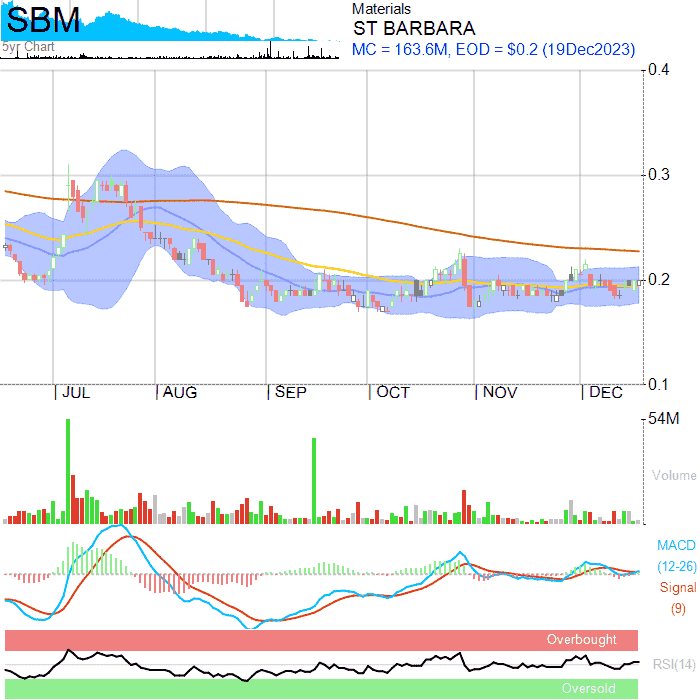 SBM
5yr Chart
Materials
ST BARBARA
MC = 163.6M, EOD = $0.2 (19Dec2023)
0.4
0.3
0.2
0.1
JUL
AUG
SEP
OCT
NOV
DEC
54M
Volume
MACD
(12-26)
Signal
(9)
Overbought
RSI(14)
Oversold